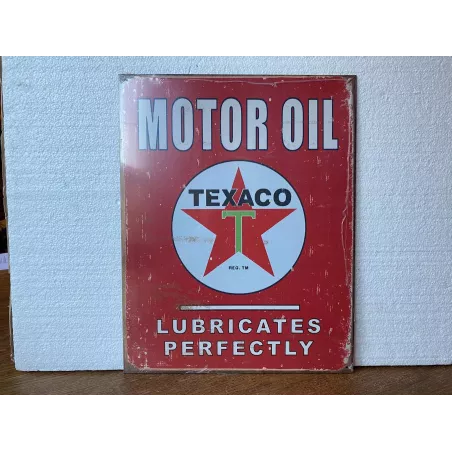 MOTOR OIL
TEXACO
T
REG. TM
LUBRICATES
PERFECTLY